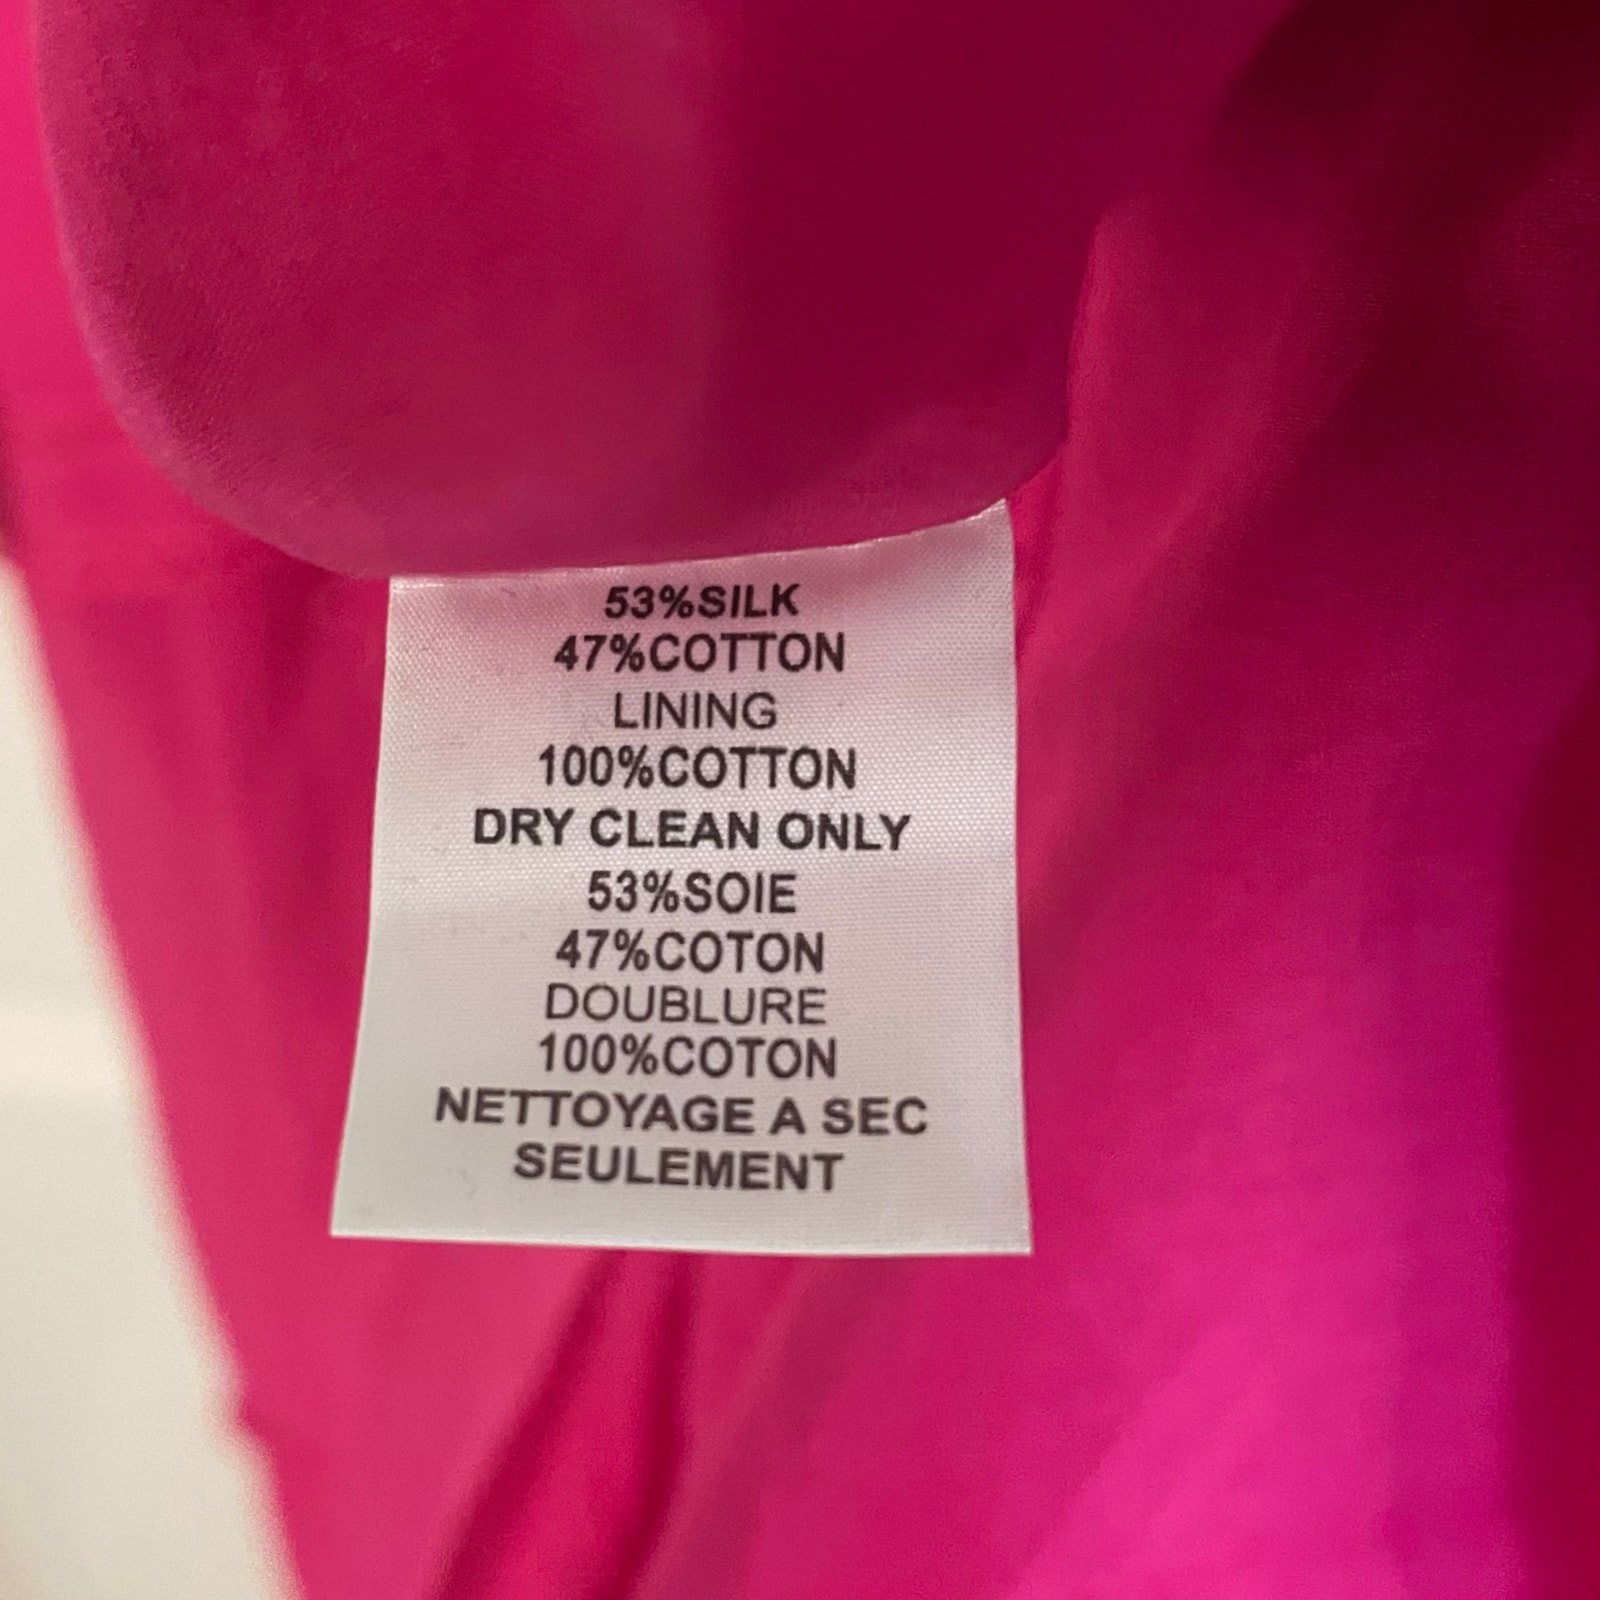 53%SILK
47%COTTON
LINING
100%COTTON
DRY CLEAN ONLY
53%SOIE
47%COTON
DOUBLURE
100%COTON
NETTOYAGE A SEC
SEULEMENT